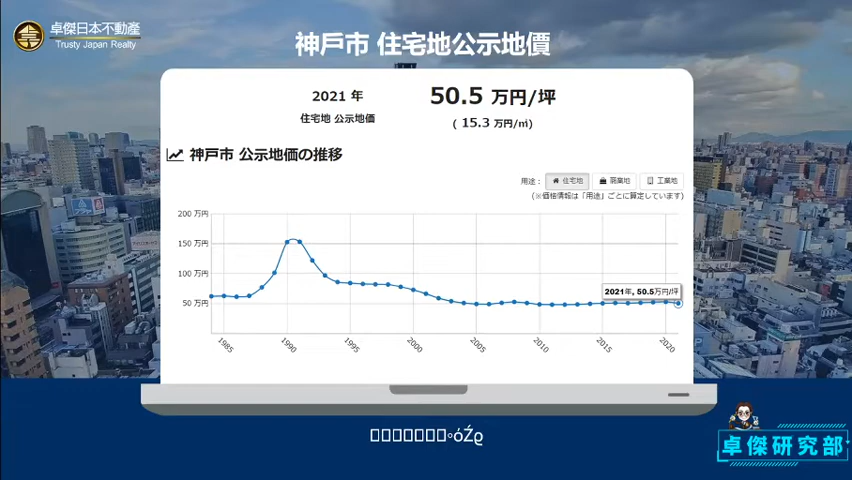 卓傑日本不動產
Trusty Japan Realty
神戶市 住宅地公示地價
2021 年
住宅地 公示地価
50.5 万円/坪
( 15.3 万円/㎡)
神戸市 公示地価の推移
用途：
住宅地
商業地
工業地
(※価格情報は「用途」ごとに算定しています)
200 万円
150 万円
100 万円
50 万円
2021年, 50.5万円/坪
1985
1990
1995
2000
2005
2010
2015
2020
卓傑研究部